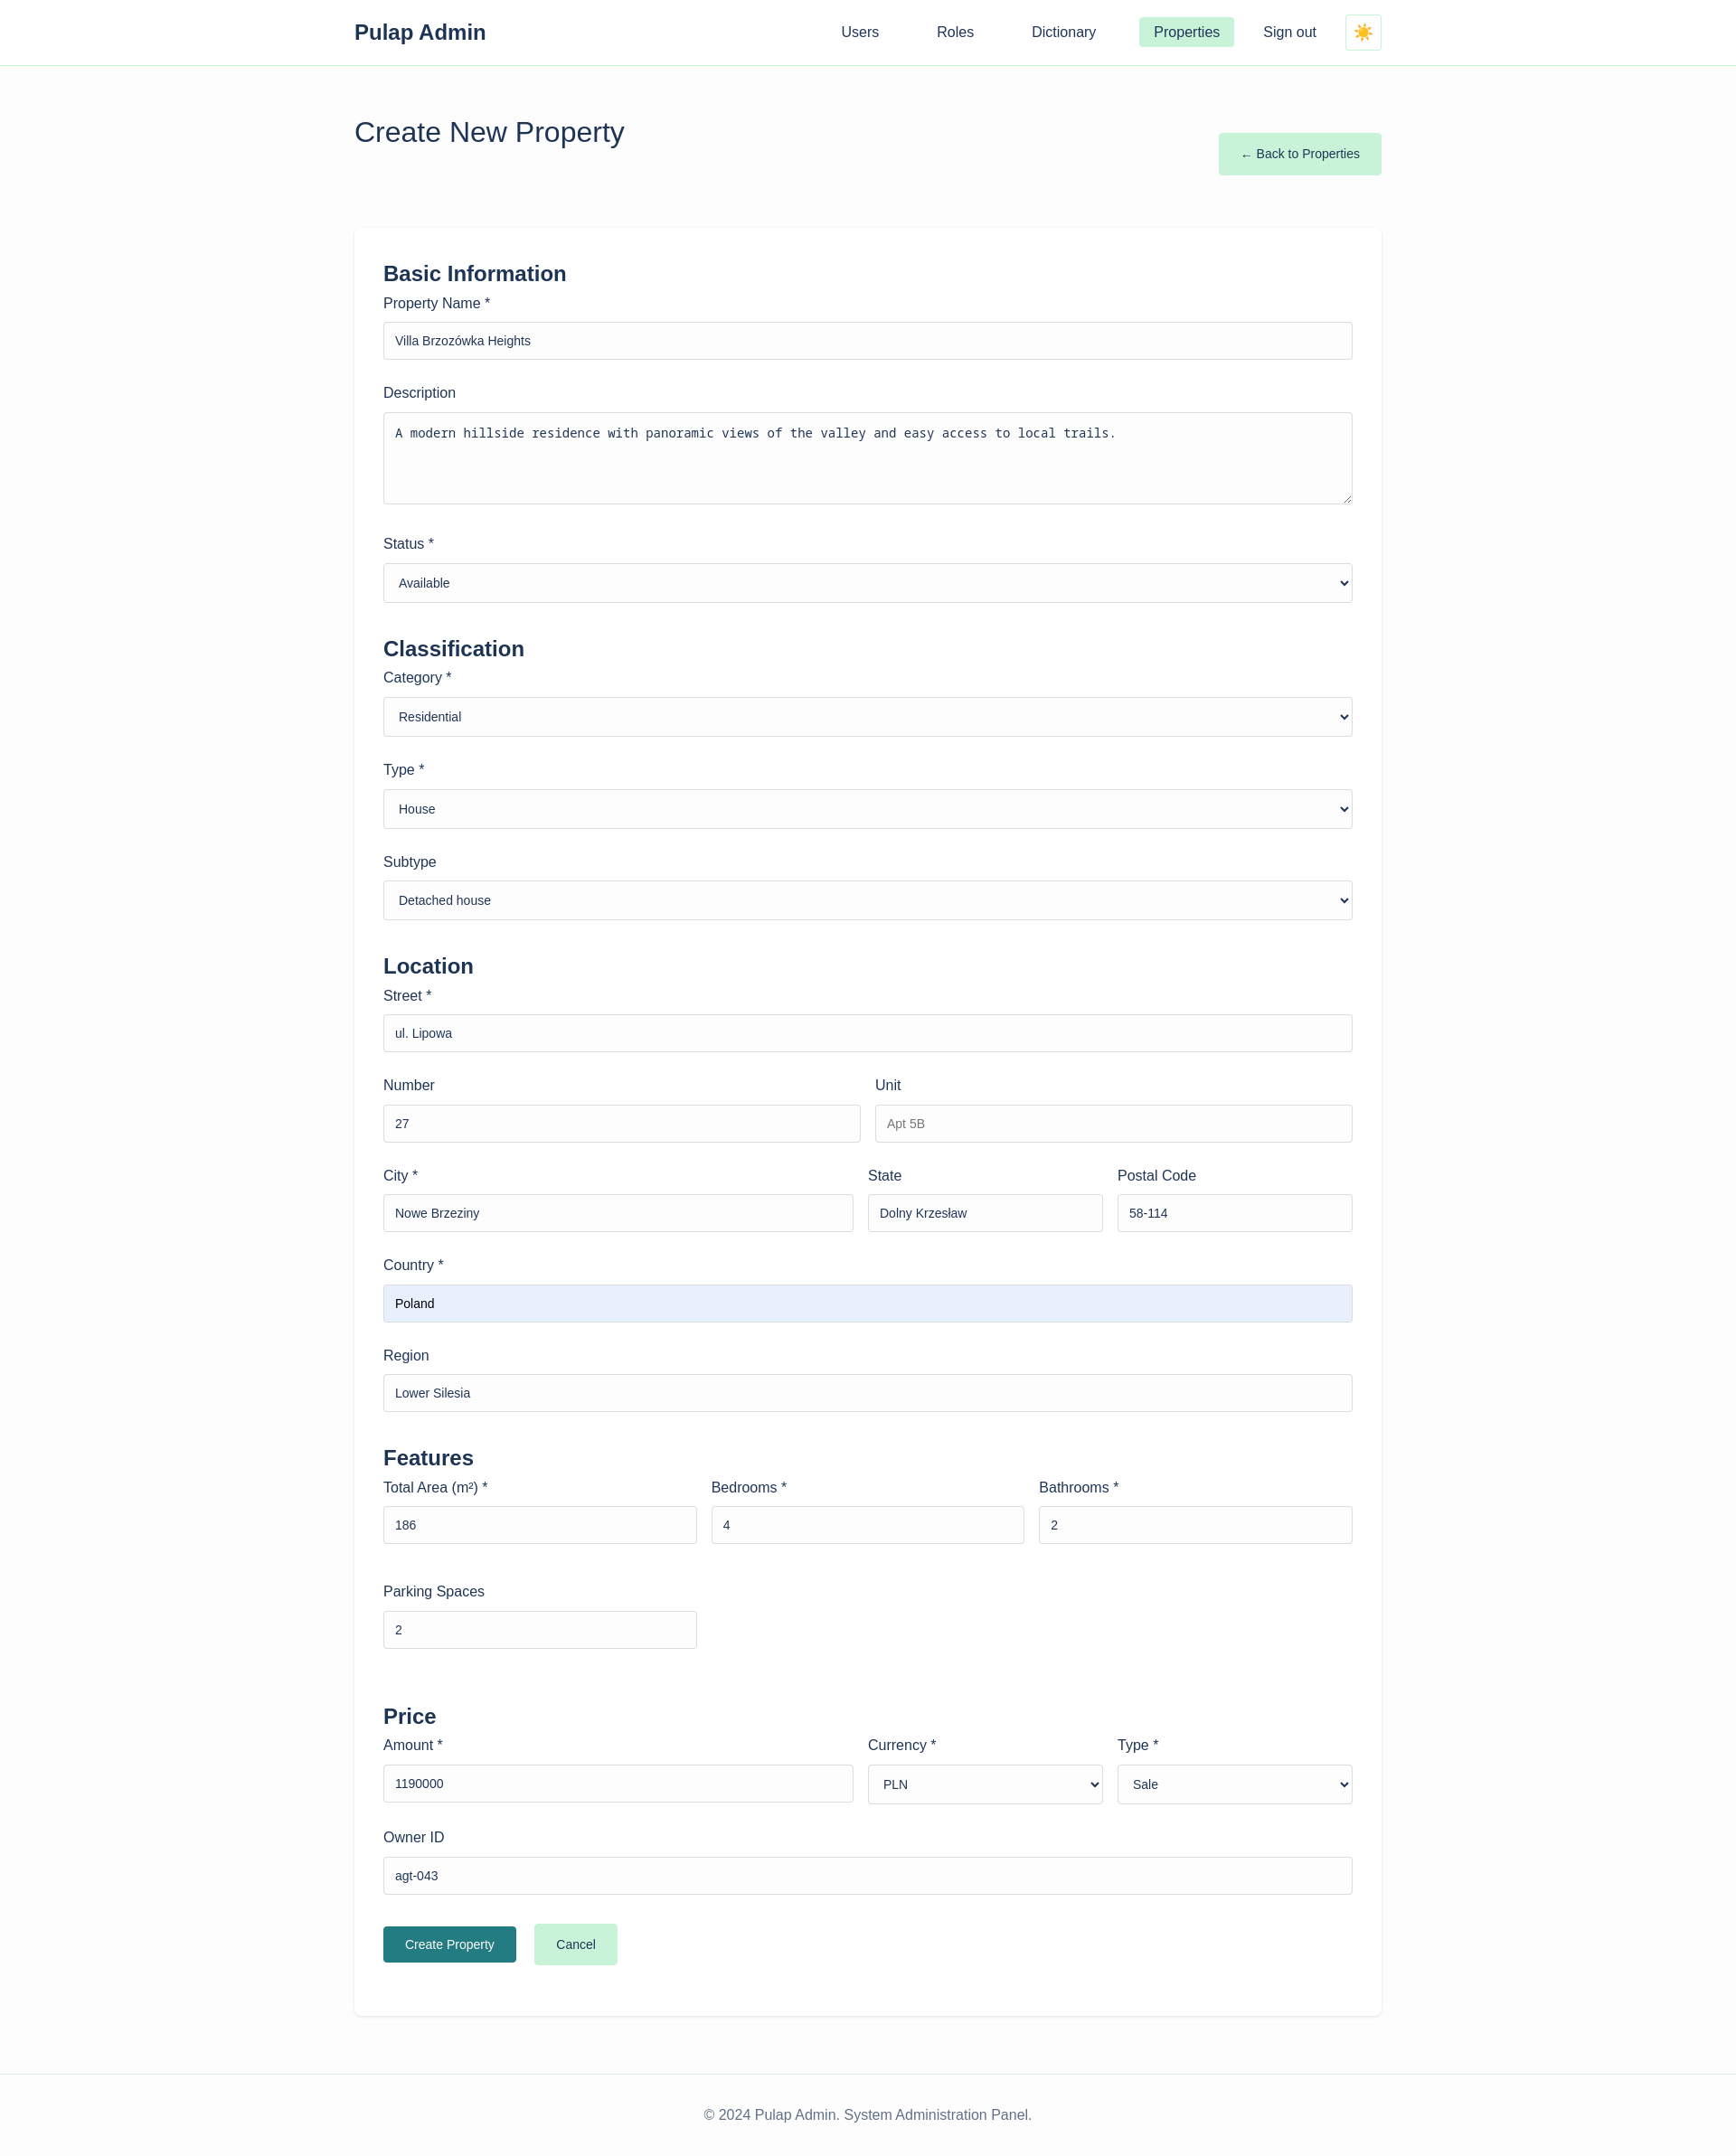 Pulap Admin
Users Roles Dictionary Properties Sign out
Create New Property
← Back to Properties
Basic Information
Property Name *
Villa Brzozówka Heights
Description
A modern hillside residence with panoramic views of the valley and easy access to local trails.
Status *
Available
Classification
Category *
Residential
Type *
House
Subtype
Detached house
Location
Street *
ul. Lipowa
Number Unit
27 Apt 5B
City * State Postal Code
Nowe Brzeziny Dolny Krzesław 58-114
Country *
Poland
Region
Lower Silesia
Features
Total Area (m²) * Bedrooms * Bathrooms *
186 4 2
Parking Spaces
2
Price
Amount * Currency * Type *
1190000 PLN Sale
Owner ID
agt-043
Create Property Cancel
© 2024 Pulap Admin. System Administration Panel.